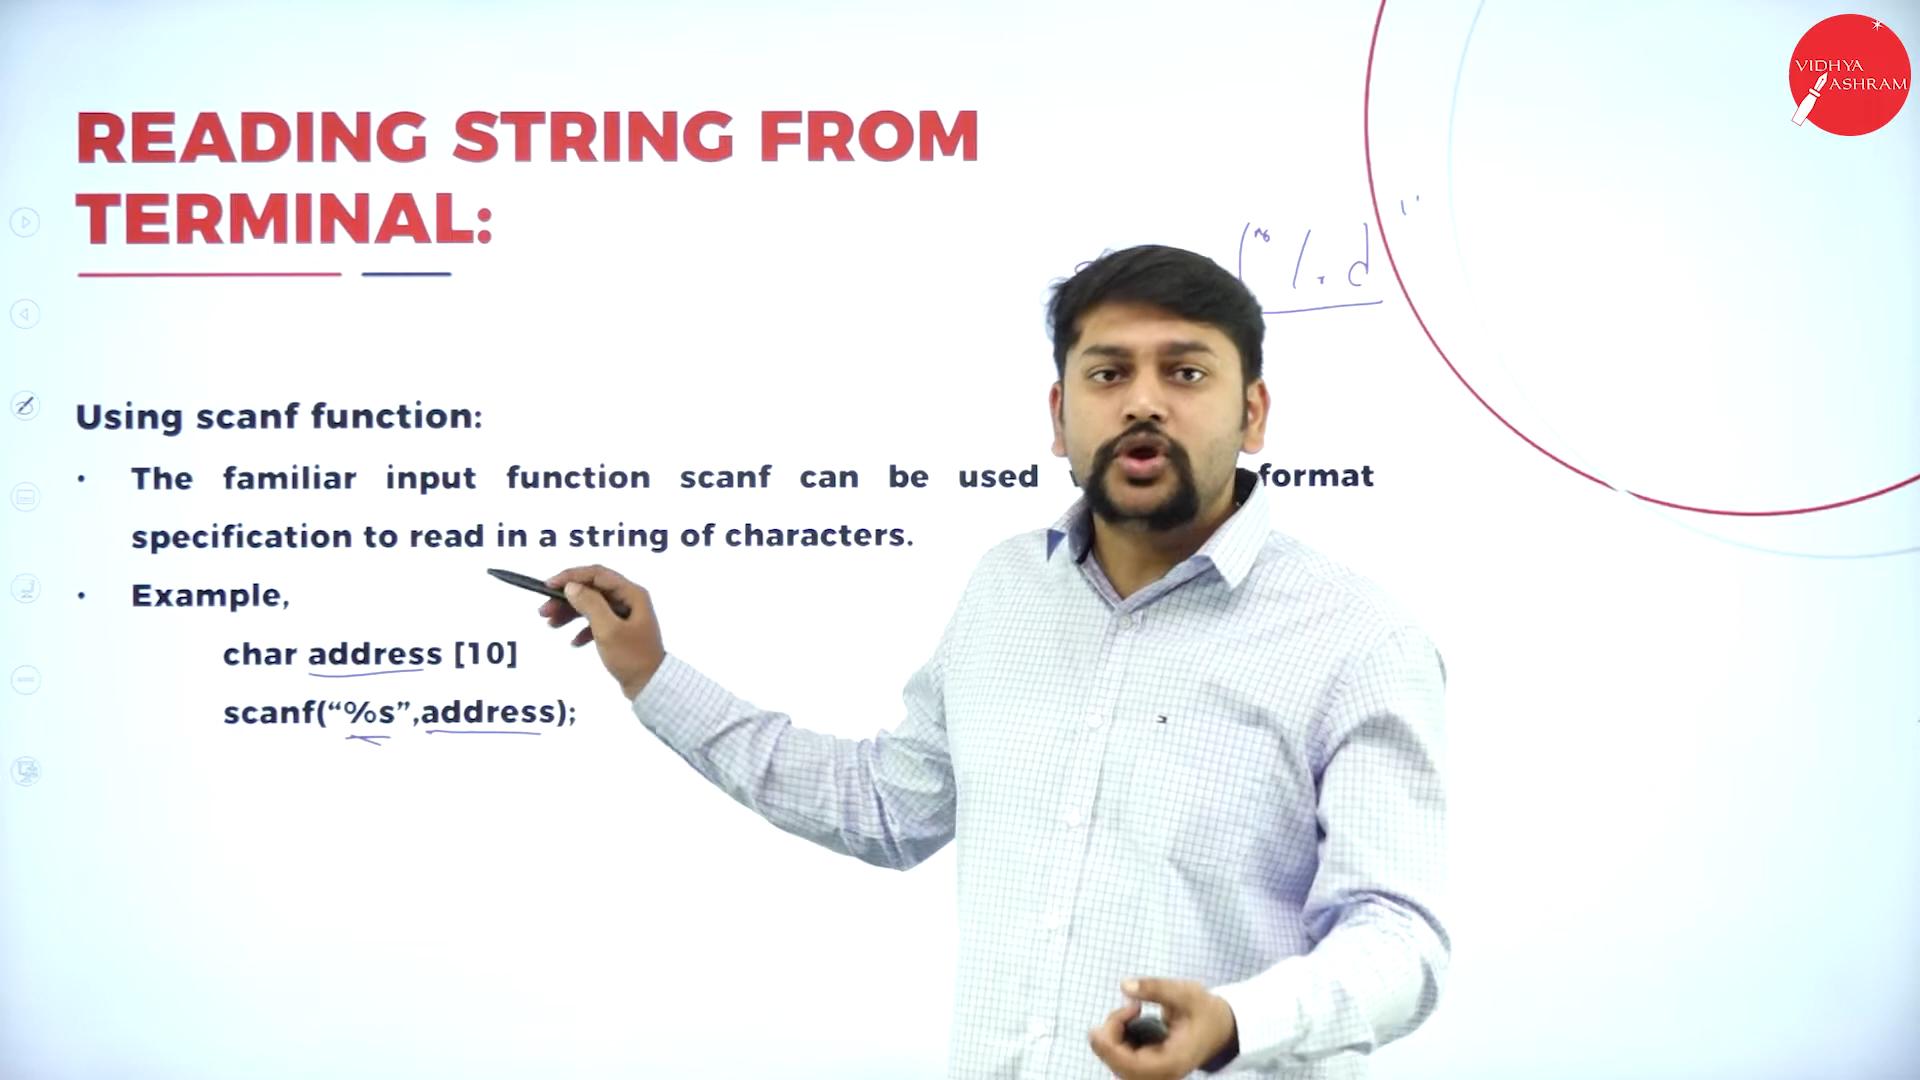 VIDHYA
ASHRAM
READING STRING FROM
TERMINAL:
("%d"
Using scanf function:
• The familiar input function scanf can be used format
specification to read in a string of characters.
• Example,
char address [10]
scanf(“%s”,address);